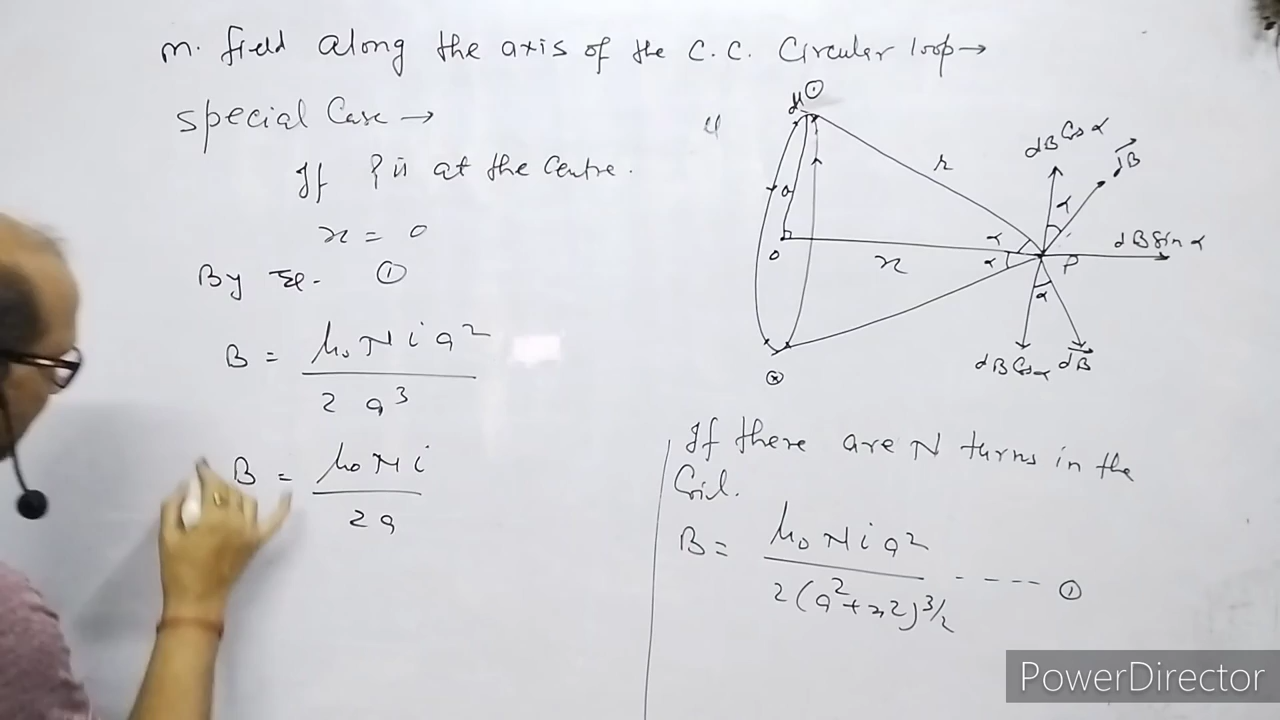 m. field along the axis of the C.C. Circular loop →
special Case →
If P is at the Centre.
x = 0
By Eq. ①
B = μ₀ N i a² / 2 a³
B = μ₀ N i / 2a
dl
a
O
r
x
α
α
P
dB Cos α
dB
α
dB Sin α
α
dB Cos α
dB
If there are N turns in the
Coil.
B = μ₀ N i a² / 2(a²+x²)^3/2 ---- ①
PowerDirector